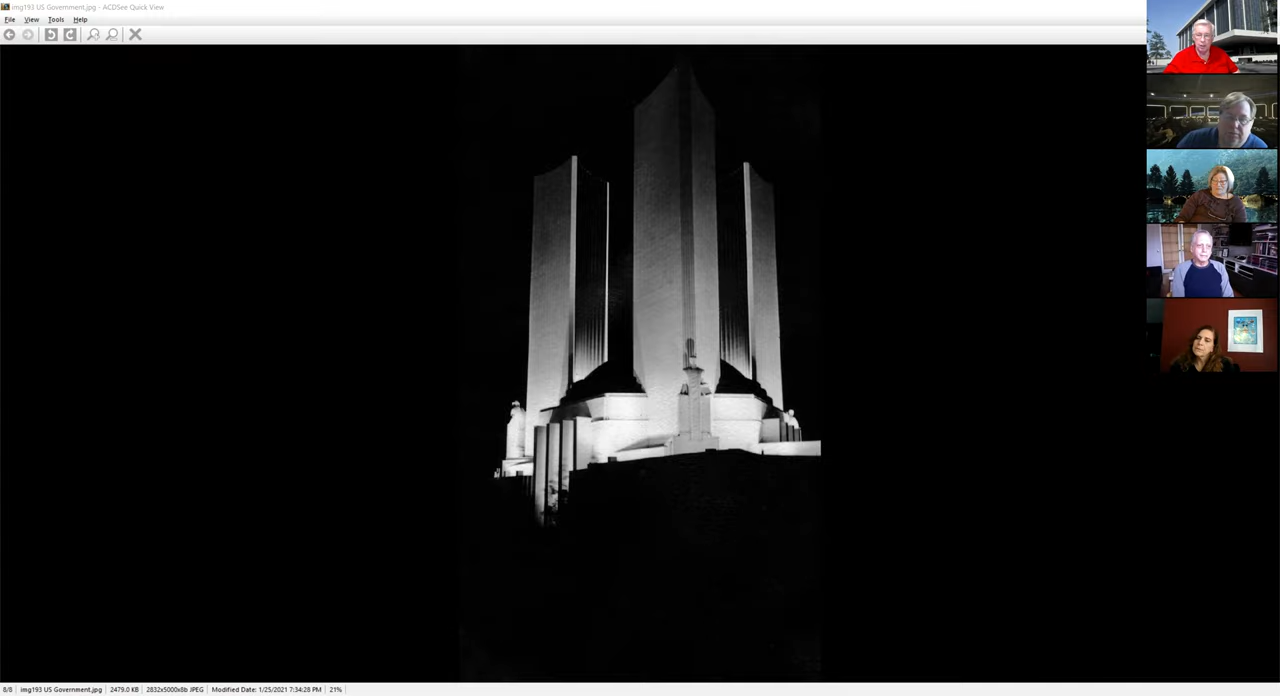 img193 US Government.jpg - ACDSee Quick View
File View Tools Help
8/8 img193 US Government.jpg 2479.0 KB 2832x5000x8b JPEG Modified Date: 1/25/2021 7:34:28 PM 21%